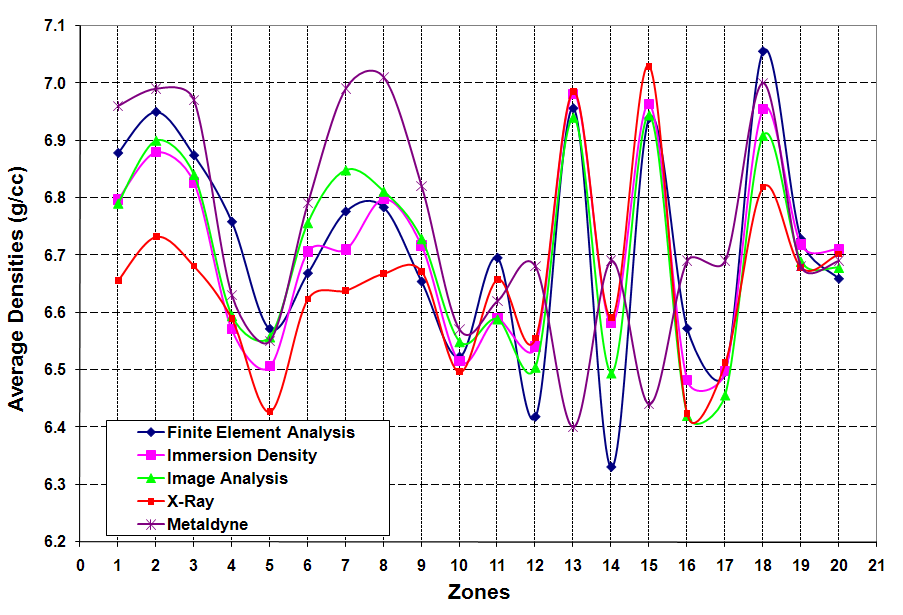 7.1
7.0
6.9
6.8
6.7
6.6
6.5
6.4
6.3
6.2
Average Densities (g/cc)
Finite Element Analysis
Immersion Density
Image Analysis
X-Ray
Metaldyne
0 1 2 3 4 5 6 7 8 9 10 11 12 13 14 15 16 17 18 19 20 21
Zones